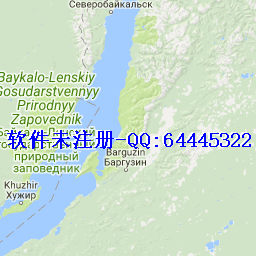 Северобайкальск
Baykalo-Lenskiy
Gosudarstvennyy
Prirodnyy
Zapovednik
软件未注册-QQ:64445322
природный
заповедник
Barguzin
Баргузин
Khuzhir
Хужир